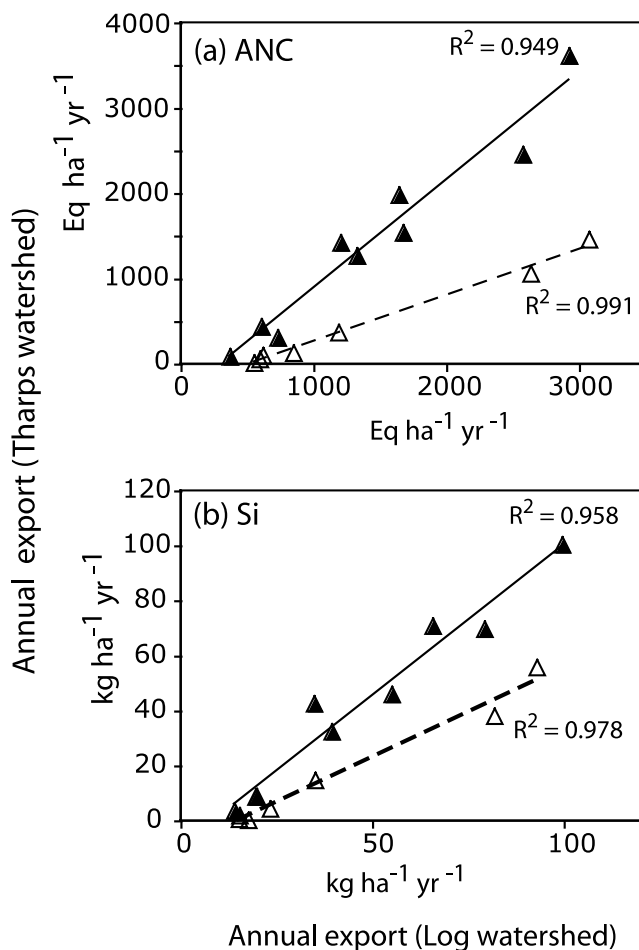 Annual export (Tharps watershed)
(a) ANC
R² = 0.949
R² = 0.991
Eq ha⁻¹ yr⁻¹
4000
3000
2000
1000
0
0 1000 2000 3000
Eq ha⁻¹ yr⁻¹
(b) Si
R² = 0.958
R² = 0.978
kg ha⁻¹ yr⁻¹
120
100
80
60
40
20
0
0 50 100
kg ha⁻¹ yr⁻¹
Annual export (Log watershed)